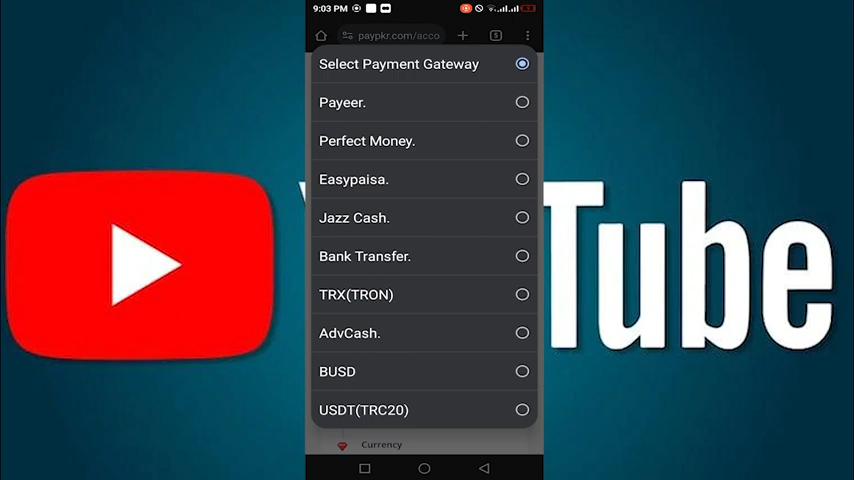 9:03 PM
paypkr.com/acco
5
Select Payment Gateway
Payeer.
Perfect Money.
Easypaisa.
Jazz Cash.
Bank Transfer.
TRX(TRON)
AdvCash.
BUSD
USDT(TRC20)
Currency
Tube